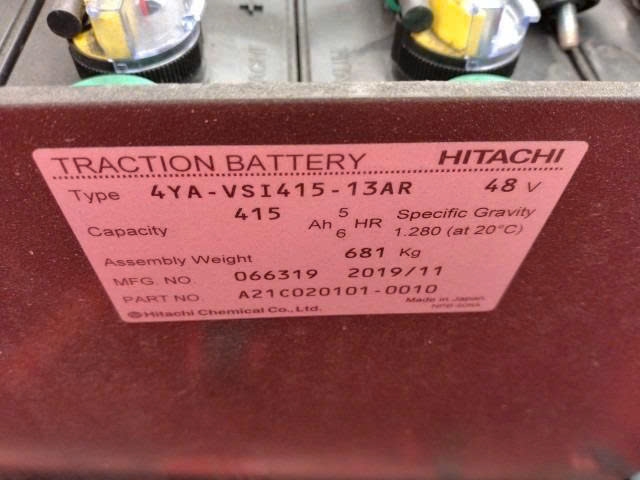 HITACHI
TRACTION BATTERY HITACHI
Type 4YA-VSI415-13AR 48 V
Capacity 415 Ah 5 6 HR Specific Gravity 1.280 (at 20°C)
Assembly Weight 681 Kg
MFG. NO. 066319 2019/11
PART NO. A21C020101-0010 Made in Japan.
Hitachi Chemical Co., Ltd.